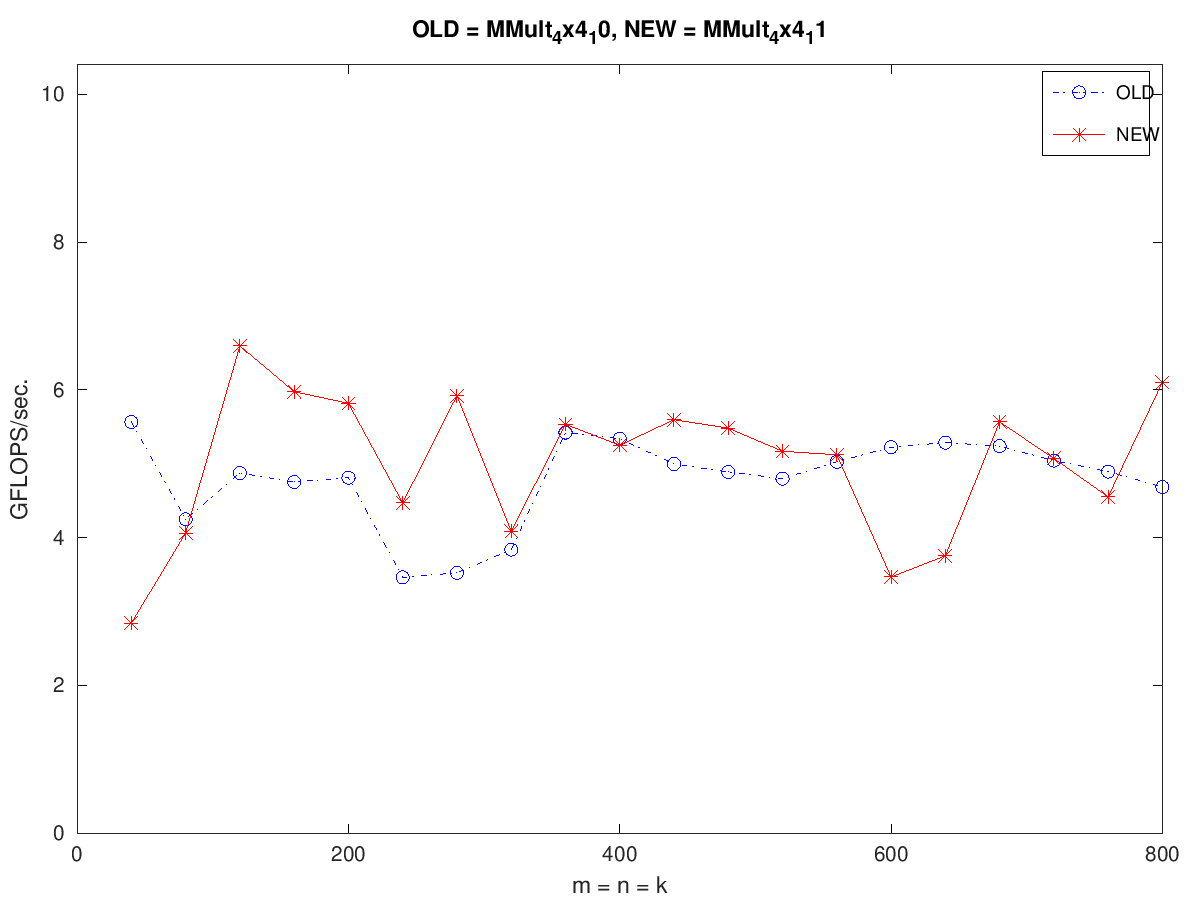 OLD = MMult4x410, NEW = MMult4x411
OLD
NEW
10
8
6
4
2
0
GFLOPS/sec.
0 200 400 600 800
m = n = k